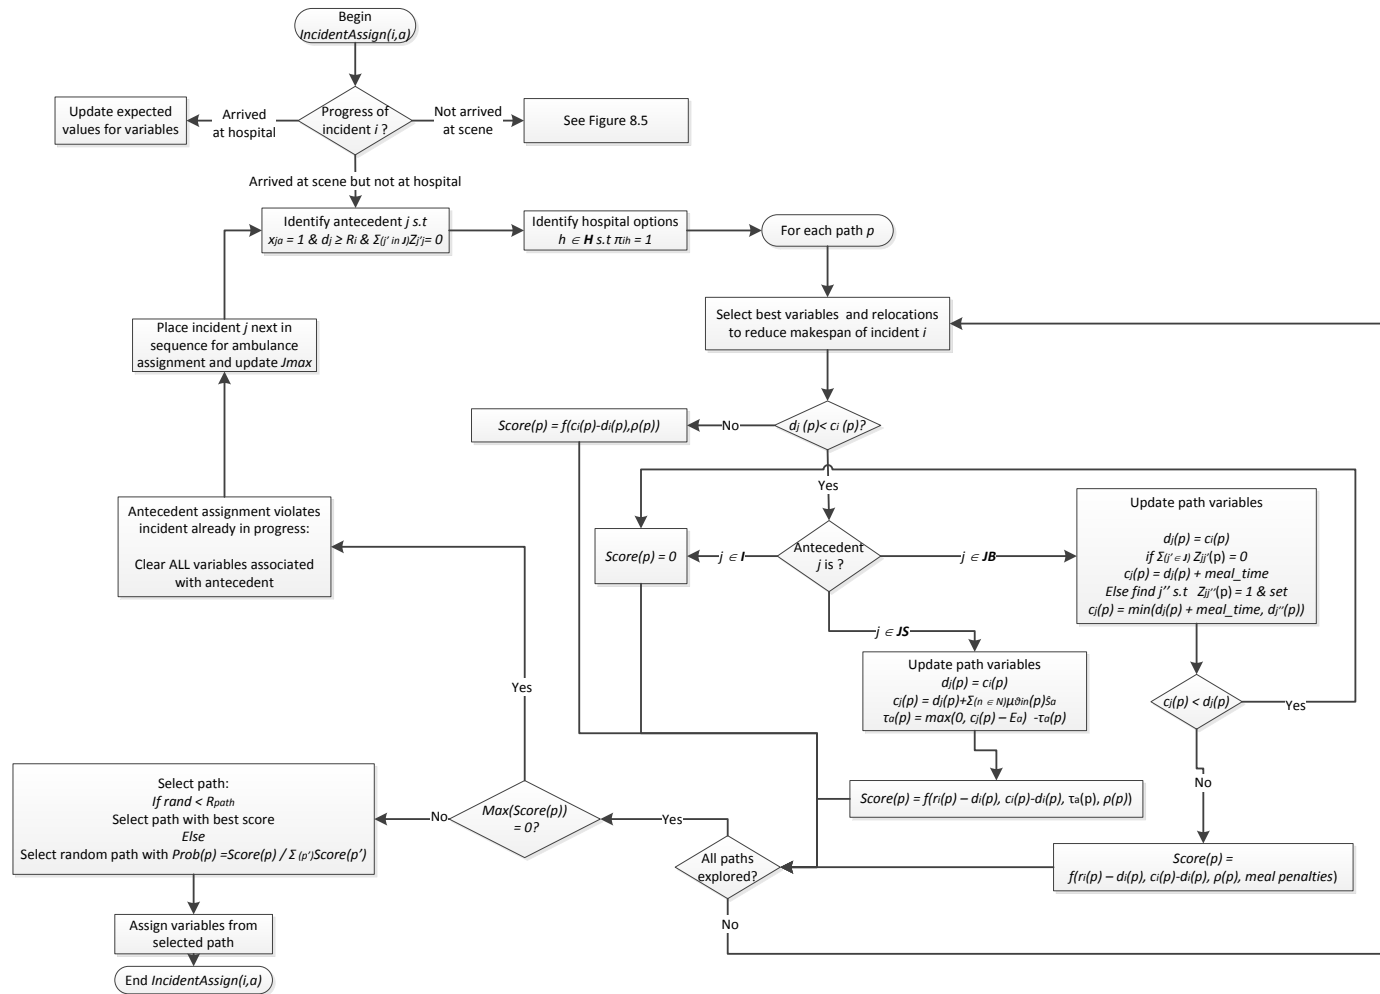 Begin
IncidentAssign(i,a)
Update expected
values for variables
Arrived
at hospital
Progress of
incident i ?
Not arrived
at scene
See Figure 8.5
Arrived at scene but not at hospital
Identify antecedent j s.t
xja = 1 & dj ≥ Ri & Σ(j' in J)Zj'j= 0
Identify hospital options
h ∈ H s.t πih = 1
For each path p
Select best variables and relocations
to reduce makespan of incident i
Place incident j next in
sequence for ambulance
assignment and update Jmax
dj (p)< ci (p)?
No
Score(p) = f(ci(p)-di(p),ρ(p))
Yes
Antecedent assignment violates
incident already in progress:
Clear ALL variables associated
with antecedent
Score(p) = 0
j ∈ I
Antecedent
j is ?
j ∈ JB
Update path variables
dj(p) = ci(p)
if Σ(j' ∈ J) Zjj'(p) = 0
cj(p) = dj(p) + meal_time
Else find j'' s.t Zjj''(p) = 1 & set
cj(p) = min(dj(p) + meal_time, dj''(p))
j ∈ JS
Update path variables
dj(p) = ci(p)
cj(p) = dj(p)+Σ(n ∈ N)μϑin(p)ŝa
τa(p) = max(0, cj(p) – Ea) -τa(p)
cj(p) < dj(p)
Yes
No
Yes
Select path:
If rand < Rpath
Select path with best score
Else
Select random path with Prob(p) =Score(p) / Σ (p')Score(p')
No
Max(Score(p))
= 0?
Yes
Score(p) = f(ri(p) – di(p), ci(p)-di(p), τa(p), ρ(p))
All paths
explored?
Score(p) =
f(ri(p) – di(p), ci(p)-di(p), ρ(p), meal penalties)
No
Assign variables from
selected path
End IncidentAssign(i,a)